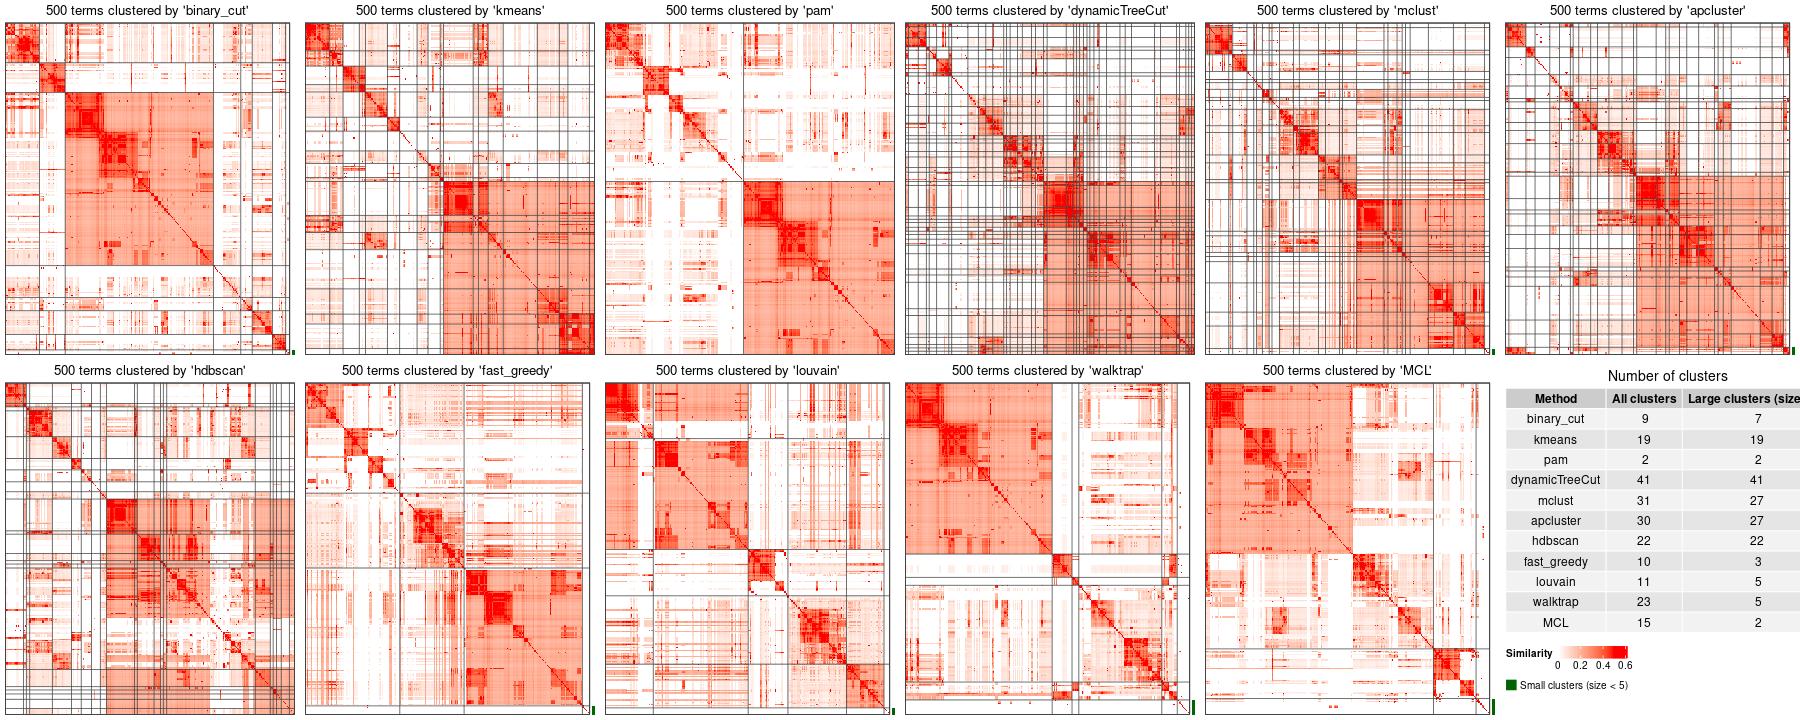 500 terms clustered by 'binary_cut'
500 terms clustered by 'kmeans'
500 terms clustered by 'pam'
500 terms clustered by 'dynamicTreeCut'
500 terms clustered by 'mclust'
500 terms clustered by 'apcluster'
500 terms clustered by 'hdbscan'
500 terms clustered by 'fast_greedy'
500 terms clustered by 'louvain'
500 terms clustered by 'walktrap'
500 terms clustered by 'MCL'
Number of clusters
Method All clusters Large clusters (size
binary_cut 9 7
kmeans 19 19
pam 2 2
dynamicTreeCut 41 41
mclust 31 27
apcluster 30 27
hdbscan 22 22
fast_greedy 10 3
louvain 11 5
walktrap 23 5
MCL 15 2
Similarity
0 0.2 0.4 0.6
Small clusters (size < 5)